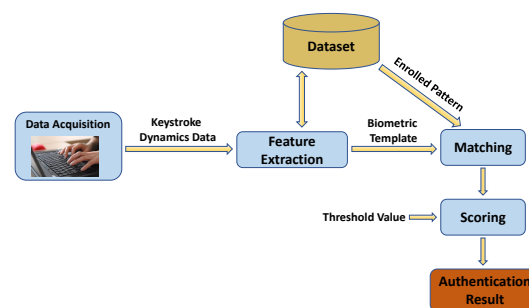 Dataset
Enrolled Pattern
Data Acquisition
Keystroke
Dynamics Data
Feature
Extraction
Biometric
Template
Matching
Threshold Value
Scoring
Authentication
Result